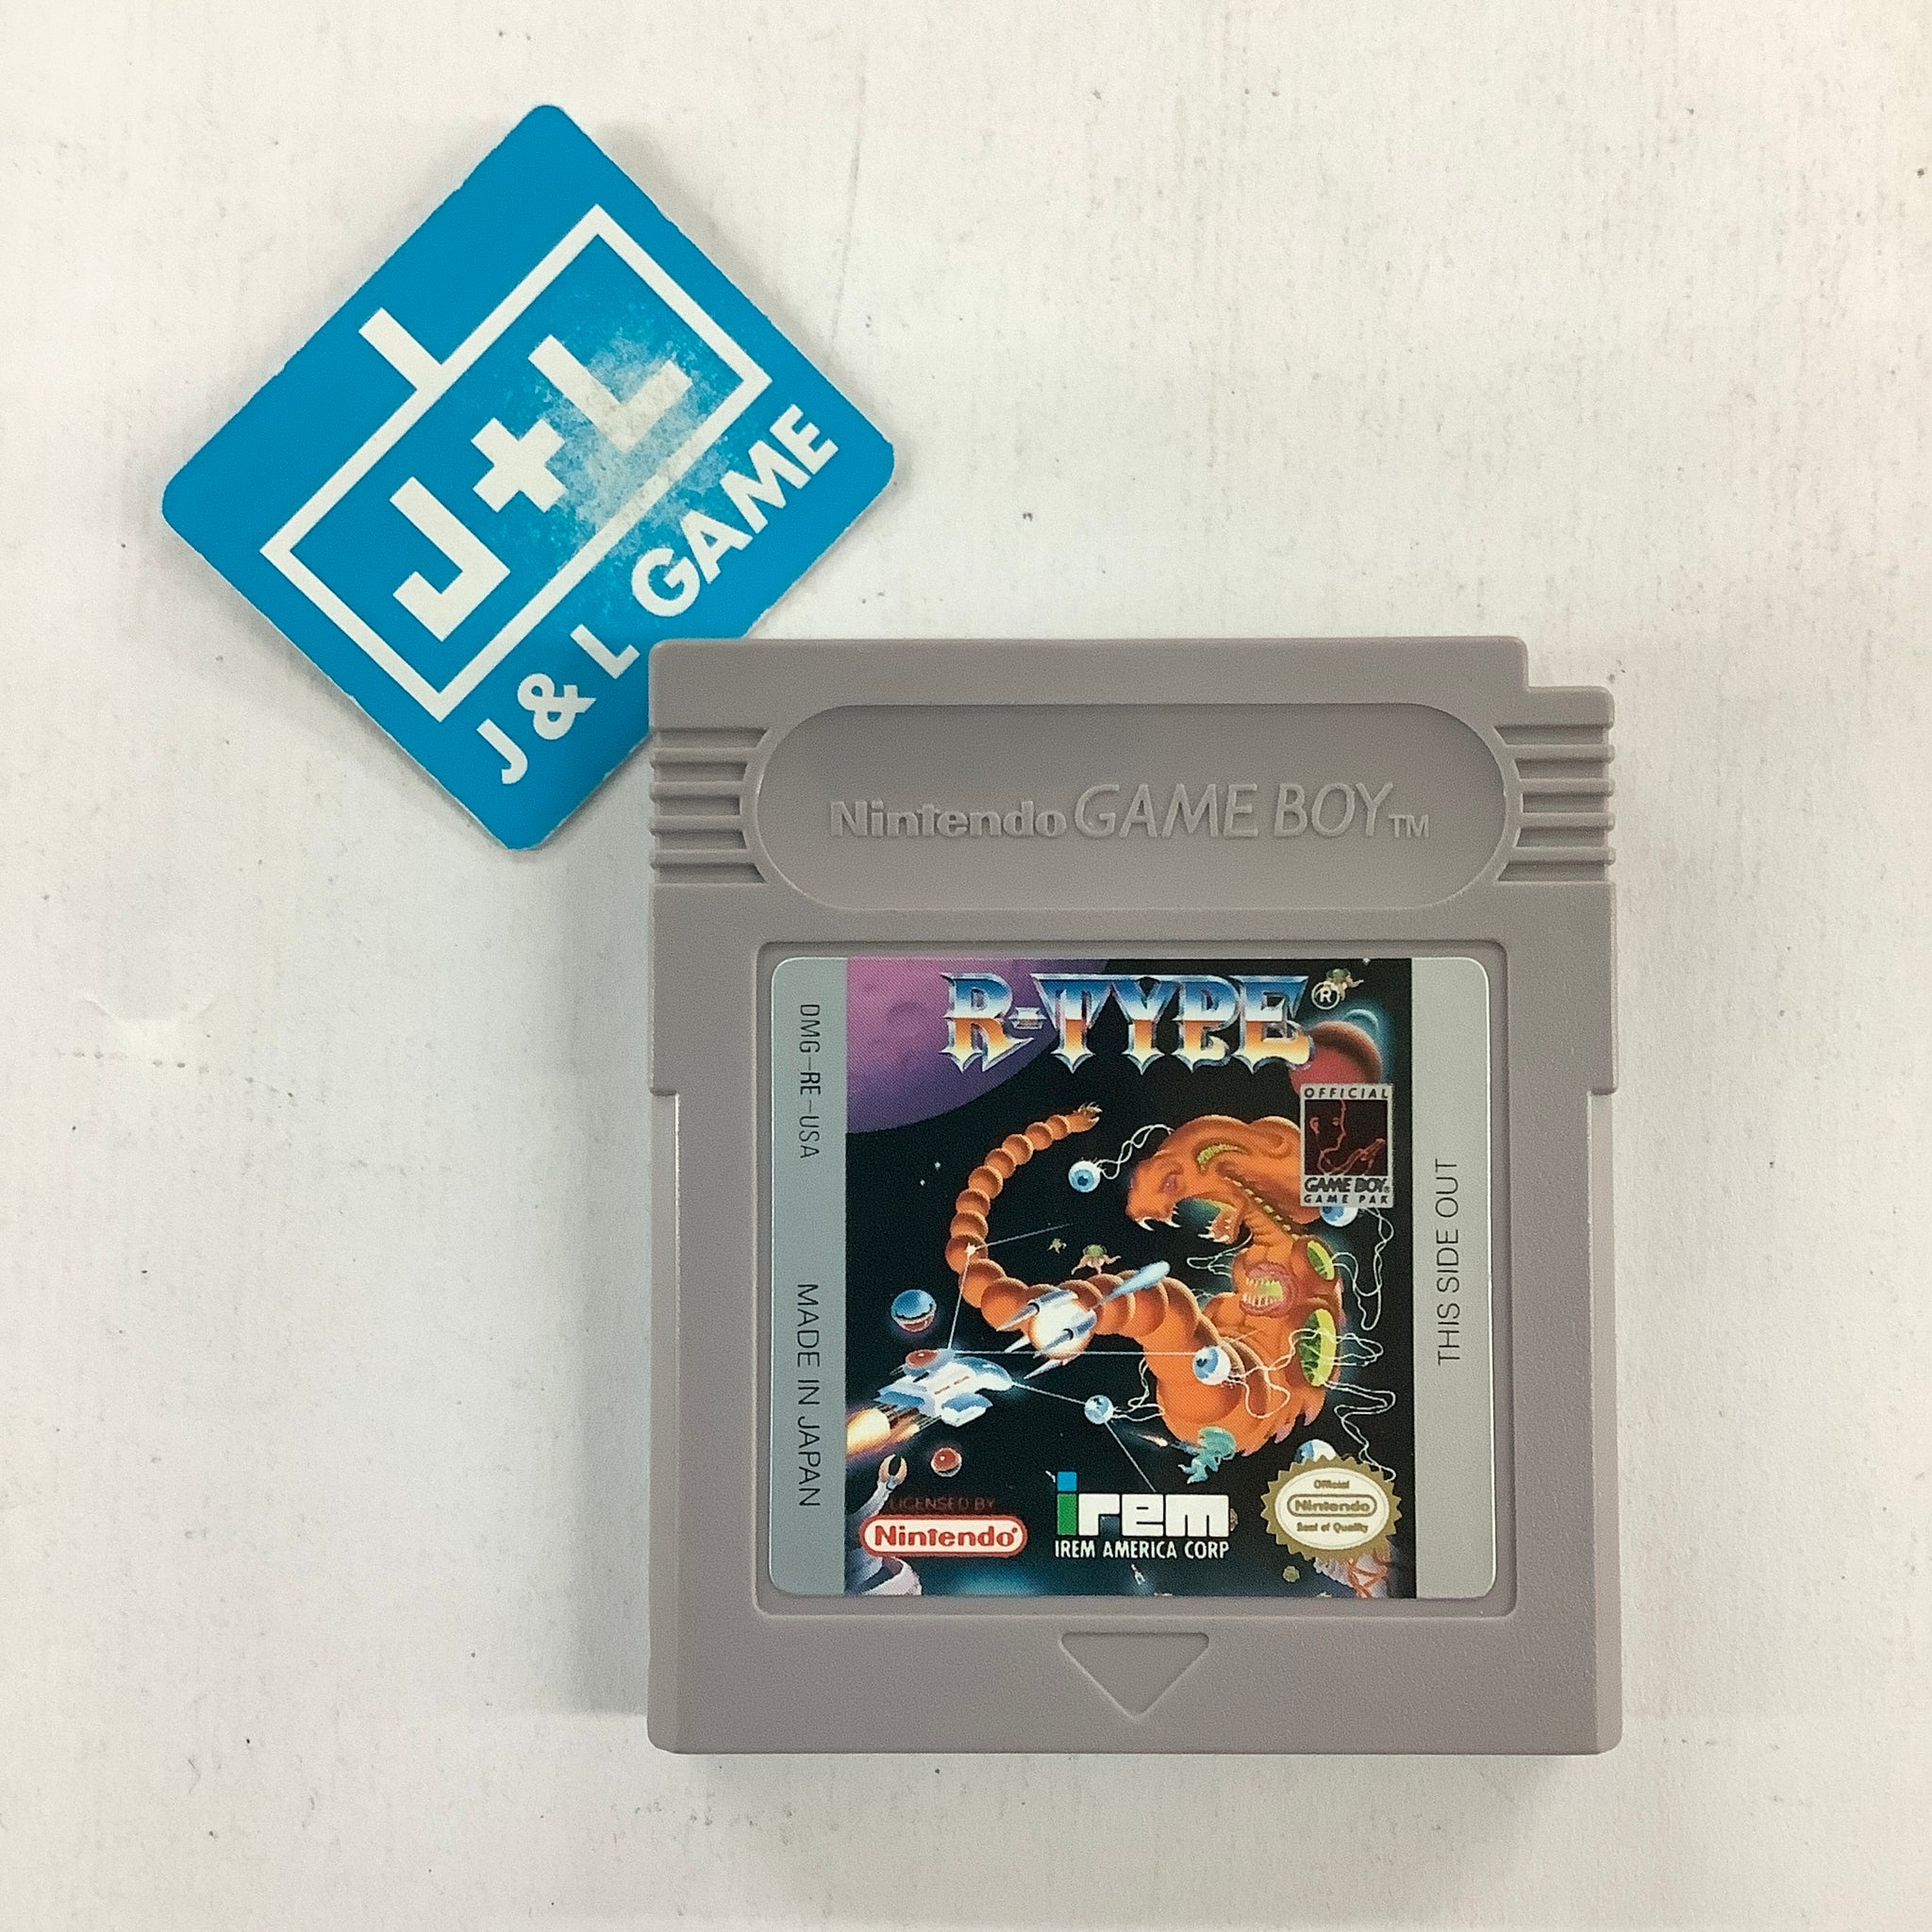 J+L
J & L GAME
Nintendo GAME BOY TM
R-TYPE ®
DMG-RE-USA
MADE IN JAPAN
OFFICIAL
GAME BOY®
GAME PAK
THIS SIDE OUT
LICENSED BY
Nintendo®
irem®
IREM AMERICA CORP
Official
Nintendo
Seal of Quality